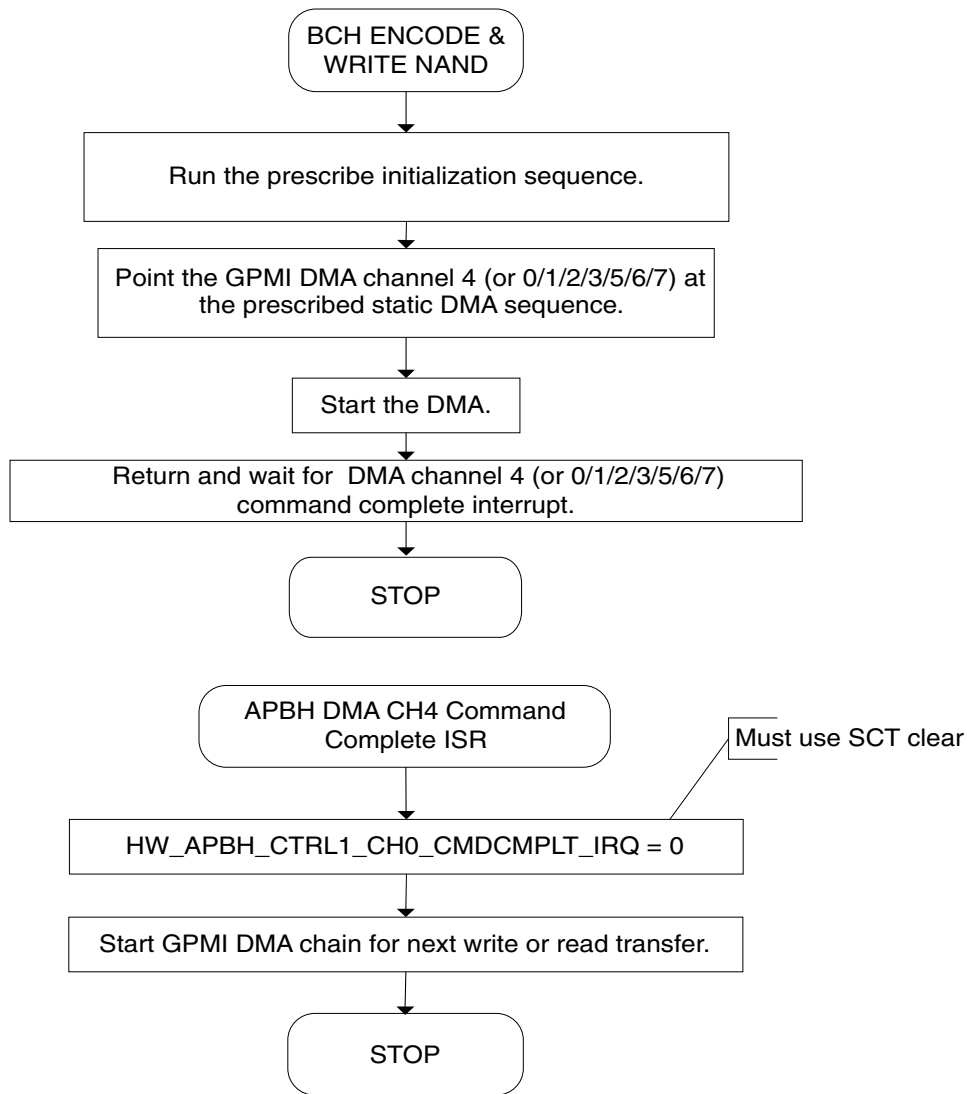 BCH ENCODE &
WRITE NAND
Run the prescribe initialization sequence.
Point the GPMI DMA channel 4 (or 0/1/2/3/5/6/7) at
the prescribed static DMA sequence.
Start the DMA.
Return and wait for DMA channel 4 (or 0/1/2/3/5/6/7)
command complete interrupt.
STOP
APBH DMA CH4 Command
Complete ISR
Must use SCT clear
HW_APBH_CTRL1_CH0_CMDCMPLT_IRQ = 0
Start GPMI DMA chain for next write or read transfer.
STOP